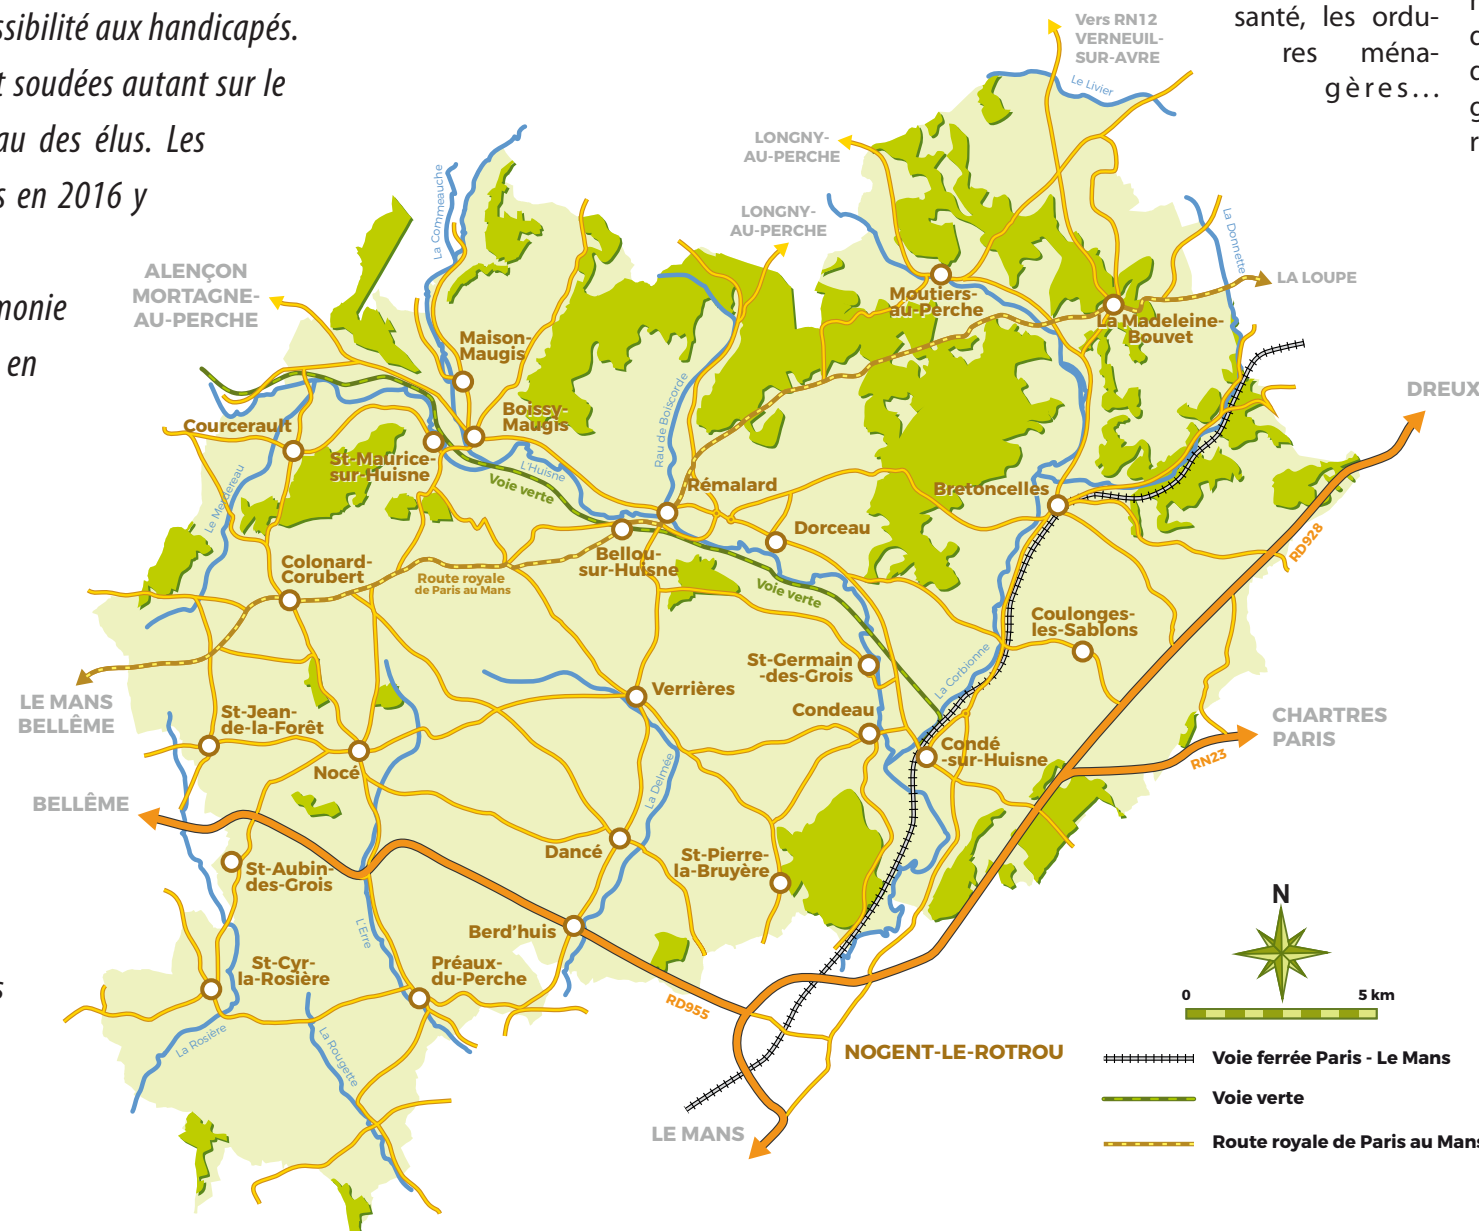 ssibilité aux handicapés.
t soudées autant sur le
au des élus. Les
s en 2016 y
monie
en
s
santé, les ordu-
res ména-
gères...
Vers RN12
VERNEUIL-
SUR-AVRE
Le Livier
LONGNY-
AU-PERCHE
LONGNY-
AU-PERCHE
La Commeauche
La Donnette
ALENÇON
MORTAGNE-
AU-PERCHE
LA LOUPE
Moutiers-
au-Perche
La Madeleine-
Bouvet
Maison-
Maugis
DREUX
Rau de Boiscorde
Boissy-
Maugis
Courcerault
St-Maurice-
sur-Huisne
L'Huisne
Voie verte
Le Merdereau
Rémalard
Bretoncelles
Dorceau
Bellou-
sur-Huisne
RD928
Colonard-
Corubert
Route royale
de Paris au Mans
Voie verte
Coulonges-
les-Sablons
St-Germain
-des-Grois
La Corbionne
LE MANS
BELLÊME
Verrières
Condeau
St-Jean-
de-la-Forêt
CHARTRES
PARIS
Condé
-sur-Huisne
Nocé
RN23
La Delmée
BELLÊME
Dancé
St-Pierre-
la-Bruyère
St-Aubin-
des-Grois
L'Erre
Berd'huis
N
St-Cyr-
la-Rosière
Préaux-
du-Perche
RD955
0
5 km
La Rosière
La Rougette
NOGENT-LE-ROTROU
Voie ferrée Paris - Le Mans
Voie verte
LE MANS
Route royale de Paris au Mans